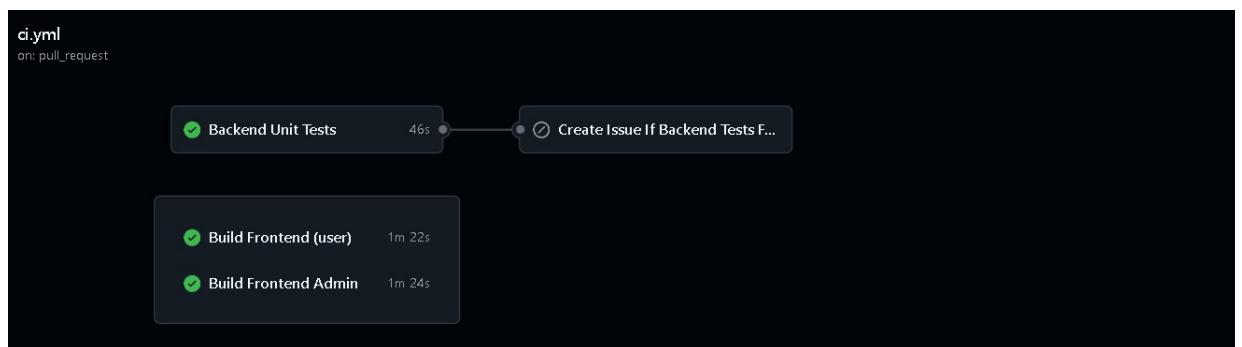 ci.yml
on: pull_request
Backend Unit Tests 46s
Create Issue If Backend Tests F...
Build Frontend (user) 1m 22s
Build Frontend Admin 1m 24s